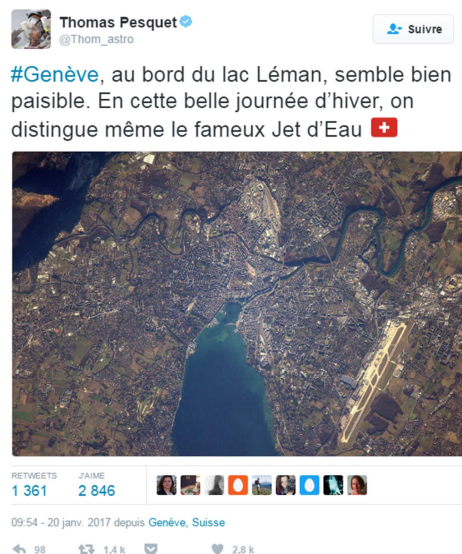 Thomas Pesquet
@Thom_astro
Suivre
#Genève, au bord du lac Léman, semble bien
paisible. En cette belle journée d'hiver, on
distingue même le fameux Jet d'Eau
RETWEETS
J'AIME
1 361
2 846
09:54 - 20 janv. 2017 depuis Genève, Suisse
98
1,4 k
2,8 k